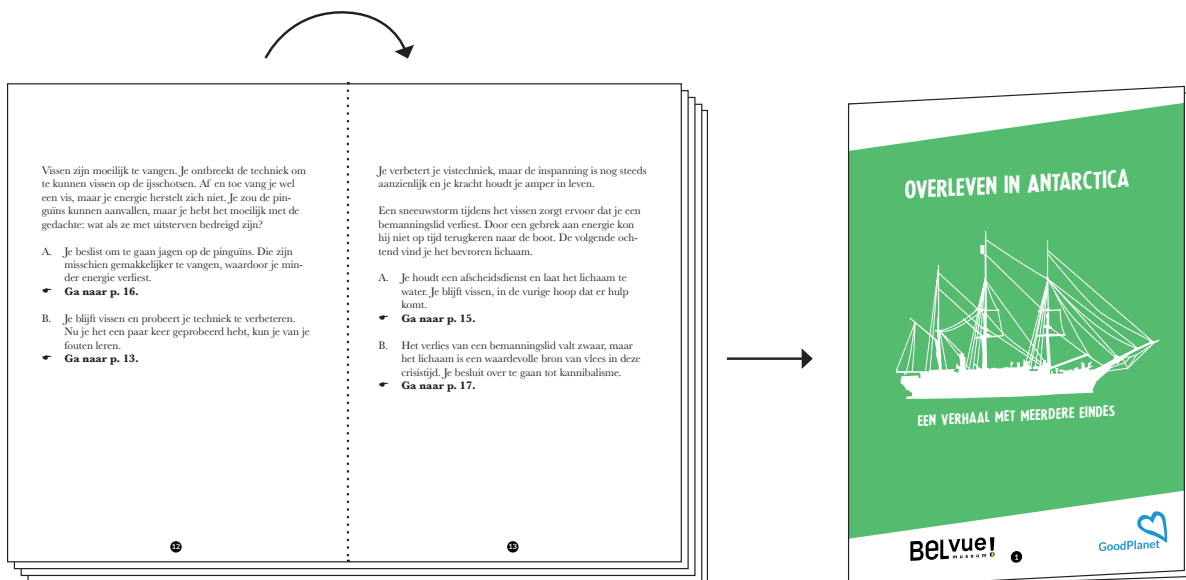 Vissen zijn moeilijk te vangen. Je ontbreekt de techniek om
te kunnen vissen op de ijsschotsen. Af en toe vang je wel
een vis, maar je energie herstelt zich niet. Je zou de pin-
guïns kunnen aanvallen, maar je hebt het moeilijk met de
gedachte: wat als ze met uitsterven bedreigd zijn?
A. Je beslist om te gaan jagen op de pinguïns. Die zijn
misschien gemakkelijker te vangen, waardoor je min-
der energie verliest.
☛ Ga naar p. 16.
B. Je blijft vissen en probeert je techniek te verbeteren.
Nu je het een paar keer geprobeerd hebt, kun je van je
fouten leren.
☛ Ga naar p. 13.
12
Je verbetert je vistechniek, maar de inspanning is nog steeds
aanzienlijk en je kracht houdt je amper in leven.
Een sneeuwstorm tijdens het vissen zorgt ervoor dat je een
bemanningslid verliest. Door een gebrek aan energie kon
hij niet op tijd terugkeren naar de boot. De volgende och-
tend vind je het bevroren lichaam.
A. Je houdt een afscheidsdienst en laat het lichaam te
water. Je blijft vissen, in de vurige hoop dat er hulp
komt.
☛ Ga naar p. 15.
B. Het verlies van een bemanningslid valt zwaar, maar
het lichaam is een waardevolle bron van vlees in deze
crisistijd. Je besluit over te gaan tot kannibalisme.
☛ Ga naar p. 17.
13
OVERLEVEN IN ANTARCTICA
EEN VERHAAL MET MEERDERE EINDES
BELvue!
museum
1
GoodPlanet